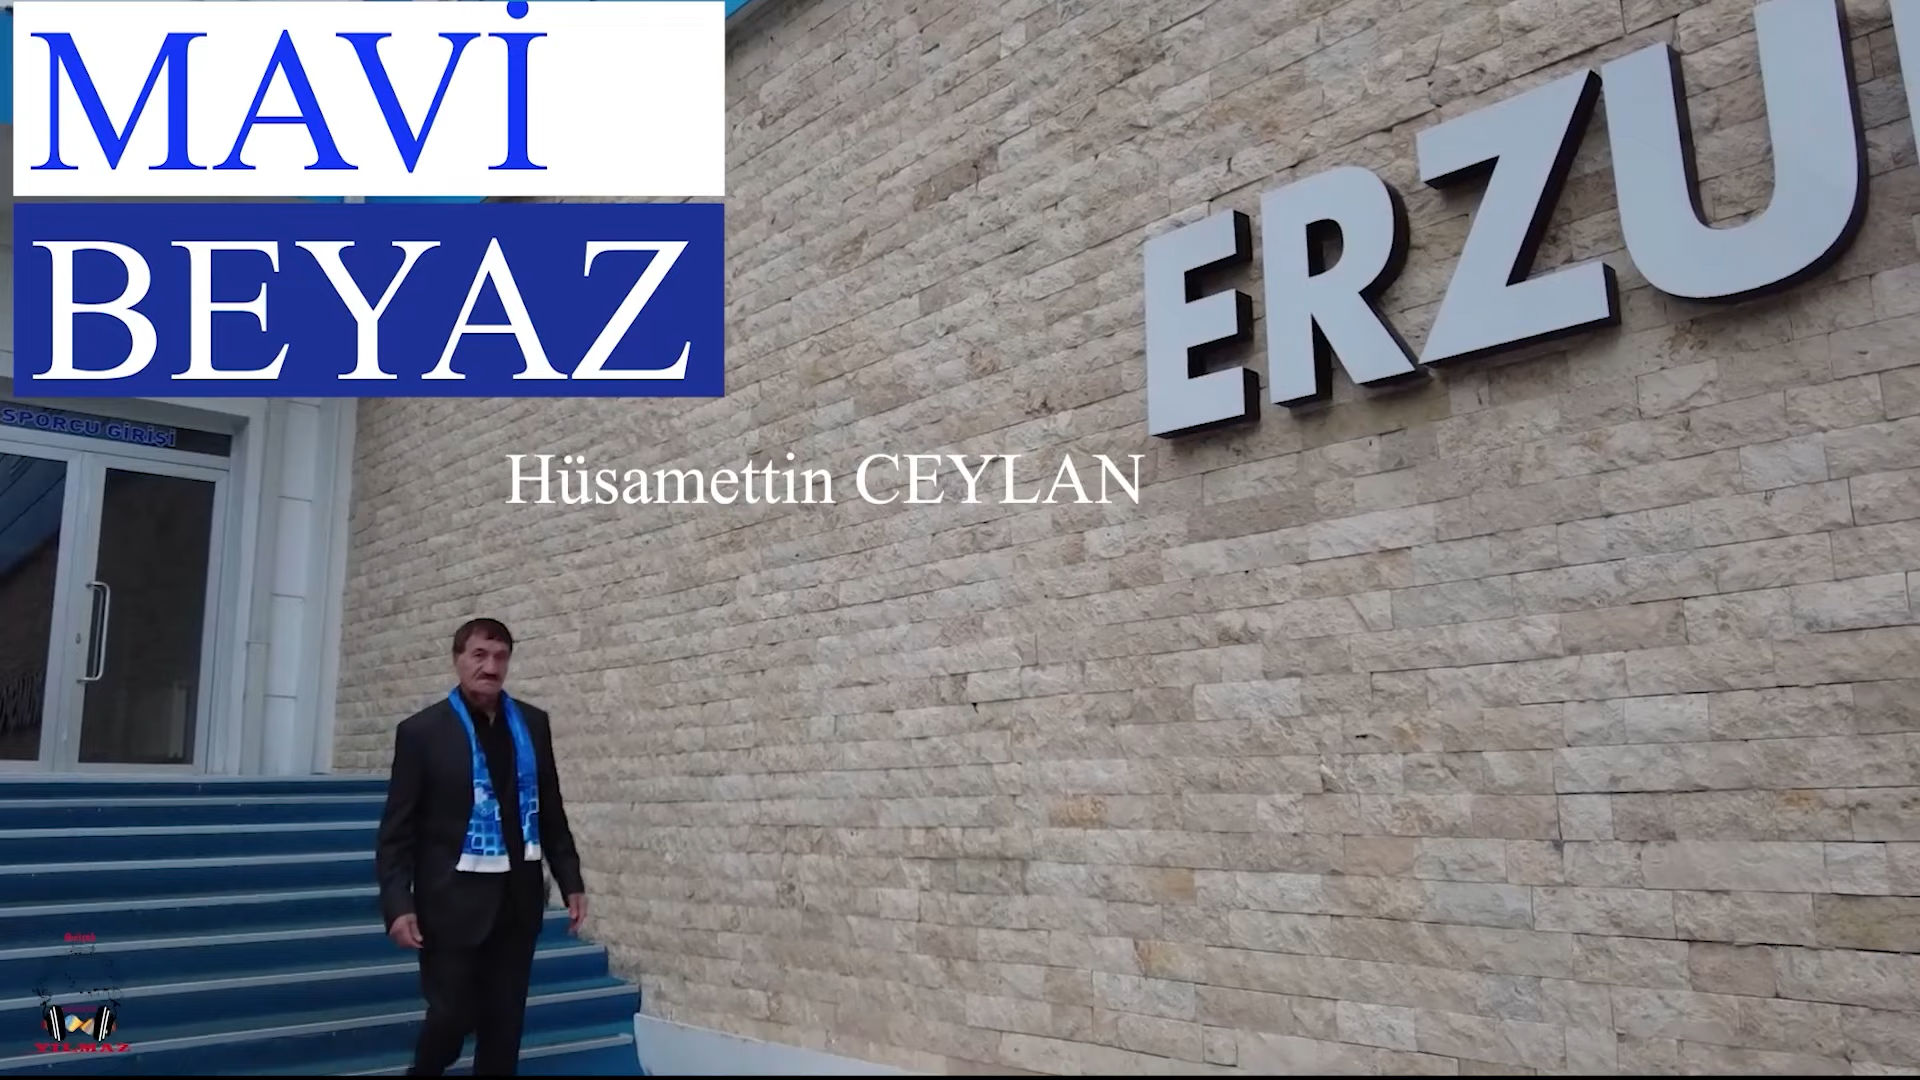 MAVİ
BEYAZ
ERZU
SPORCU GİRİŞİ
Hüsamettin CEYLAN
YILMAZ